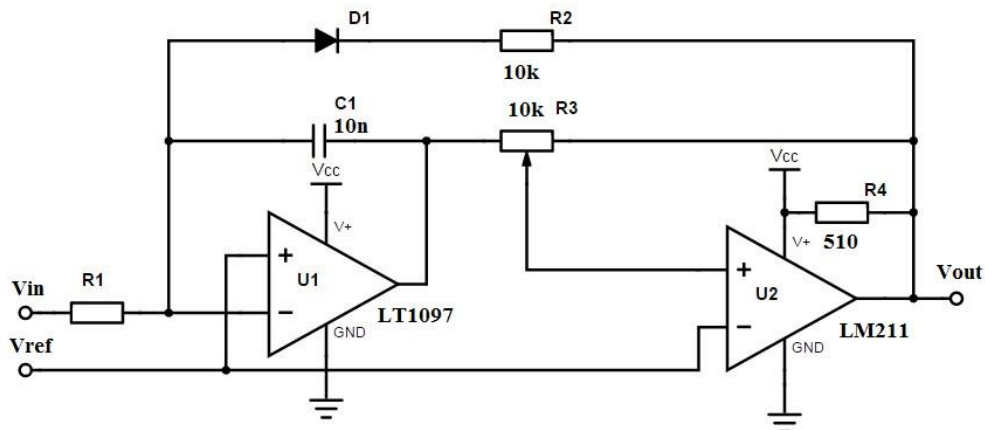 D1
R2
10k
C1
10n
10k
R3
Vcc
V+
Vcc
R4
V+
510
Vin
R1
+
U1
−
LT1097
GND
Vref
+
U2
−
LM211
GND
Vout